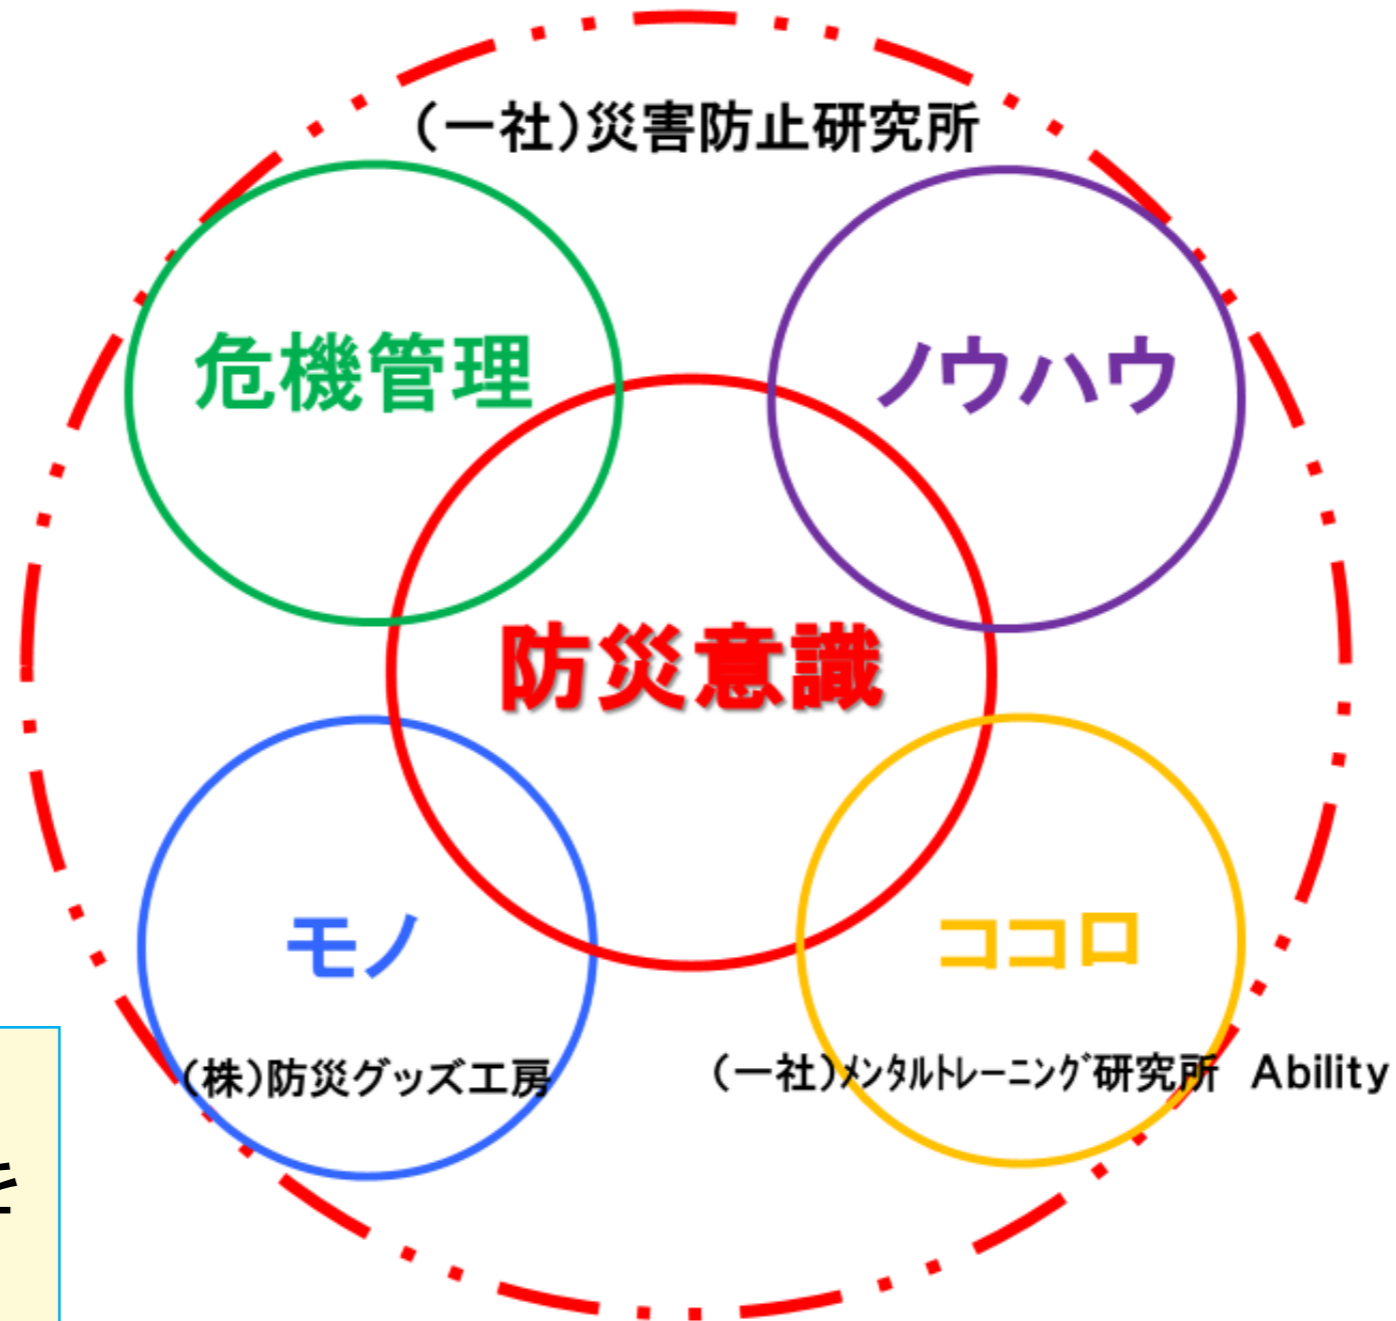 （一社）災害防止研究所
危機管理
ノウハウ
防災意識
モノ
ココロ
（株）防災グッズ工房
（一社）ﾒﾝﾀﾙﾄﾚｰﾆﾝｸﾞ研究所　Ability